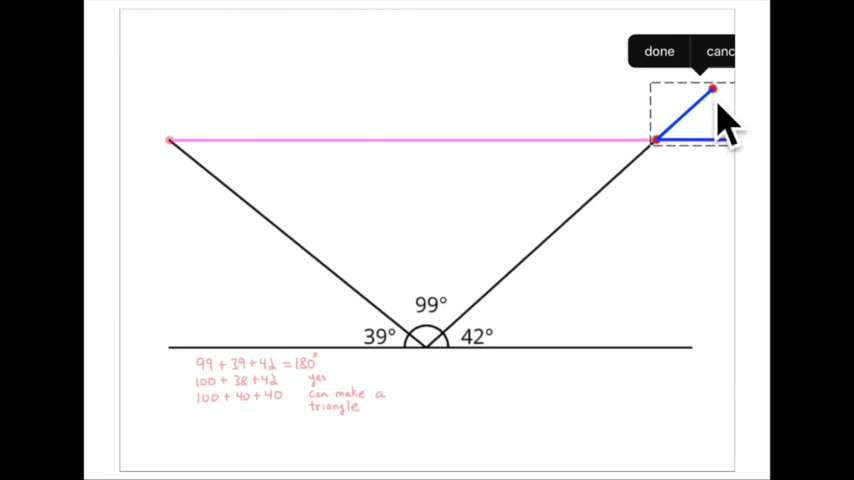 done canc
99°
39° 42°
99 + 39 + 42 = 180°
100 + 38 + 42 yes
100 + 40 + 40 can make a
triangle